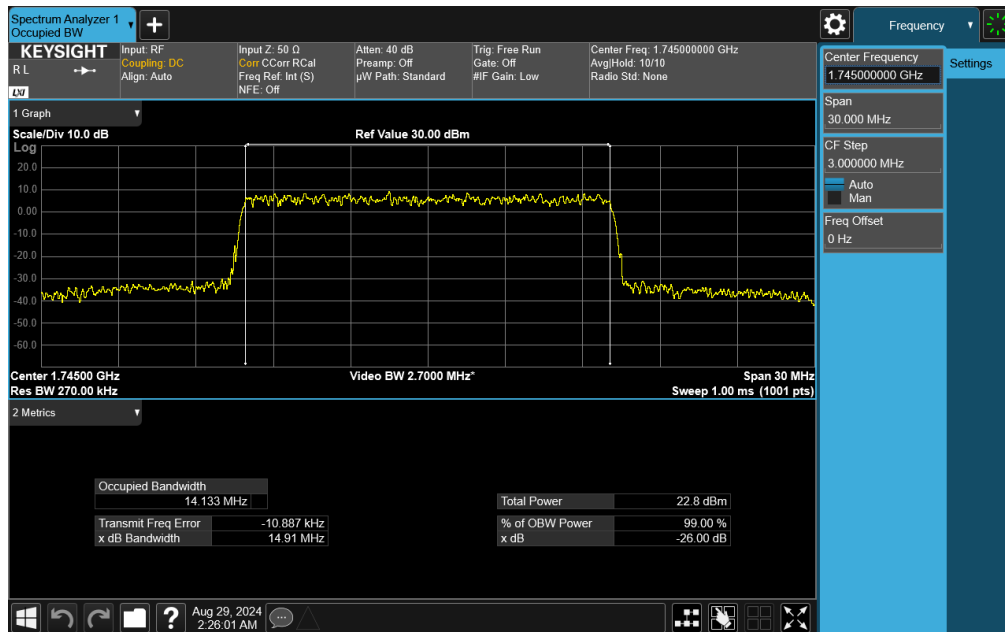 Spectrum Analyzer 1
Occupied BW
Frequency
KEYSIGHT
R L
LXI
Input: RF
Coupling: DC
Align: Auto
Input Z: 50 Ω
Corr CCorr RCal
Freq Ref: Int (S)
NFE: Off
Atten: 40 dB
Preamp: Off
µW Path: Standard
Trig: Free Run
Gate: Off
#IF Gain: Low
Center Freq: 1.745000000 GHz
Avg|Hold: 10/10
Radio Std: None
Center Frequency
1.745000000 GHz
Settings
Span
30.000 MHz
CF Step
3.000000 MHz
Auto
Man
Freq Offset
0 Hz
1 Graph
Scale/Div 10.0 dB
Ref Value 30.00 dBm
Log
20.0
10.0
0.00
-10.0
-20.0
-30.0
-40.0
-50.0
-60.0
Center 1.74500 GHz
Video BW 2.7000 MHz*
Span 30 MHz
Res BW 270.00 kHz
Sweep 1.00 ms (1001 pts)
2 Metrics
Occupied Bandwidth
14.133 MHz
Total Power 22.8 dBm
Transmit Freq Error -10.887 kHz
% of OBW Power 99.00 %
x dB Bandwidth 14.91 MHz
x dB -26.00 dB
?
Aug 29, 2024
2:26:01 AM